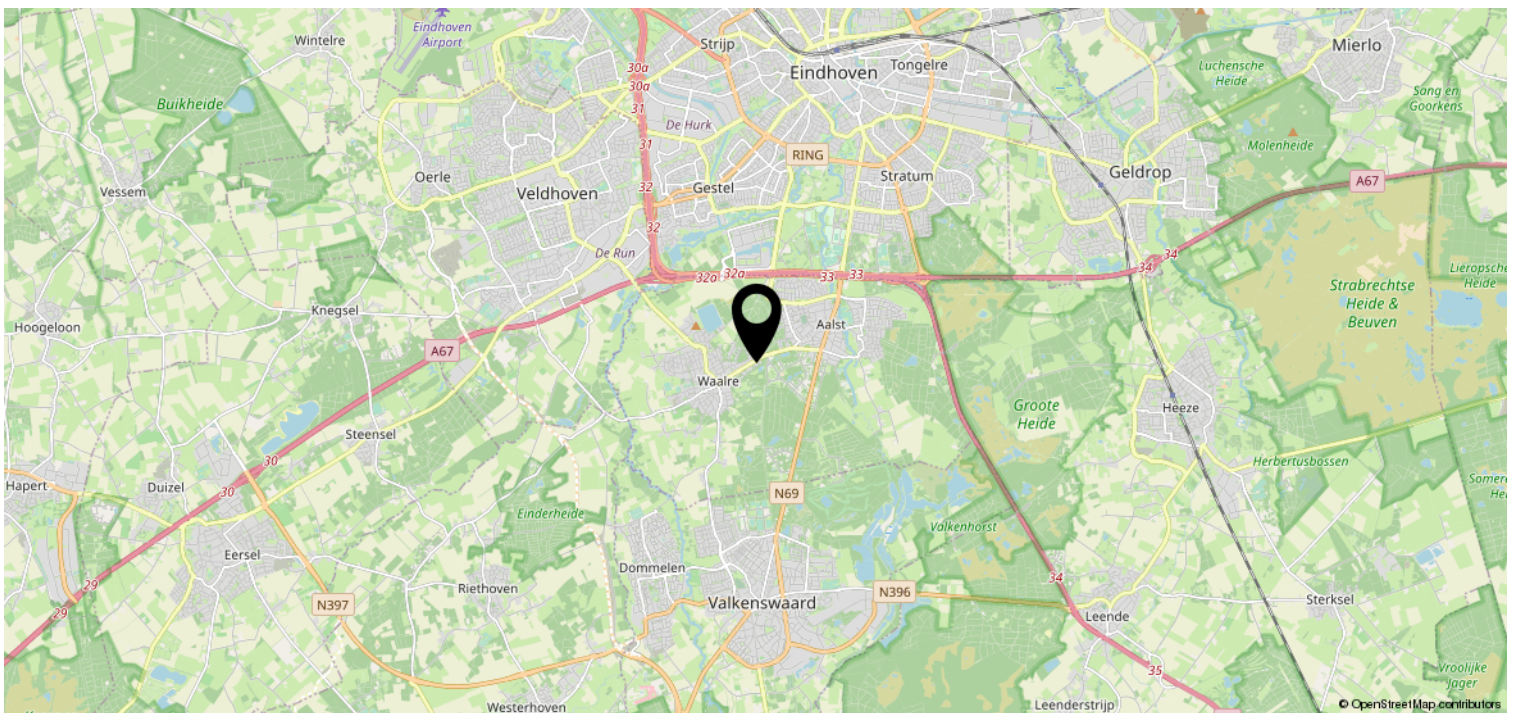 Eindhoven
Airport
Wintelre
Strijp
Eindhoven
Tongelre
Mierlo
Luchensche
Heide
Sang en
Goorkens
30a
30a
31
31
De Hurk
Buikheide
RING
Molenheide
Oerle
Vessem
Veldhoven
Gestel
32
32
Stratum
Geldrop
A67
De Run
32a
32a
33
33
34
34
Strabrechtse
Heide &
Beuven
Lieropsche
Heide
Hoogeloon
Knegsel
A67
Aalst
Waalre
Groote
Heide
Heeze
Steensel
30
30
Herbertusbossen
Hapert
Duizel
N69
Einderheide
Valkenhorst
Eersel
29
29
N397
Riethoven
Dommelen
Valkenswaard
N396
34
Leende
Sterksel
35
Vroolijke
Jager
Westerhoven
Leenderstrijp
© OpenStreetMap contributors